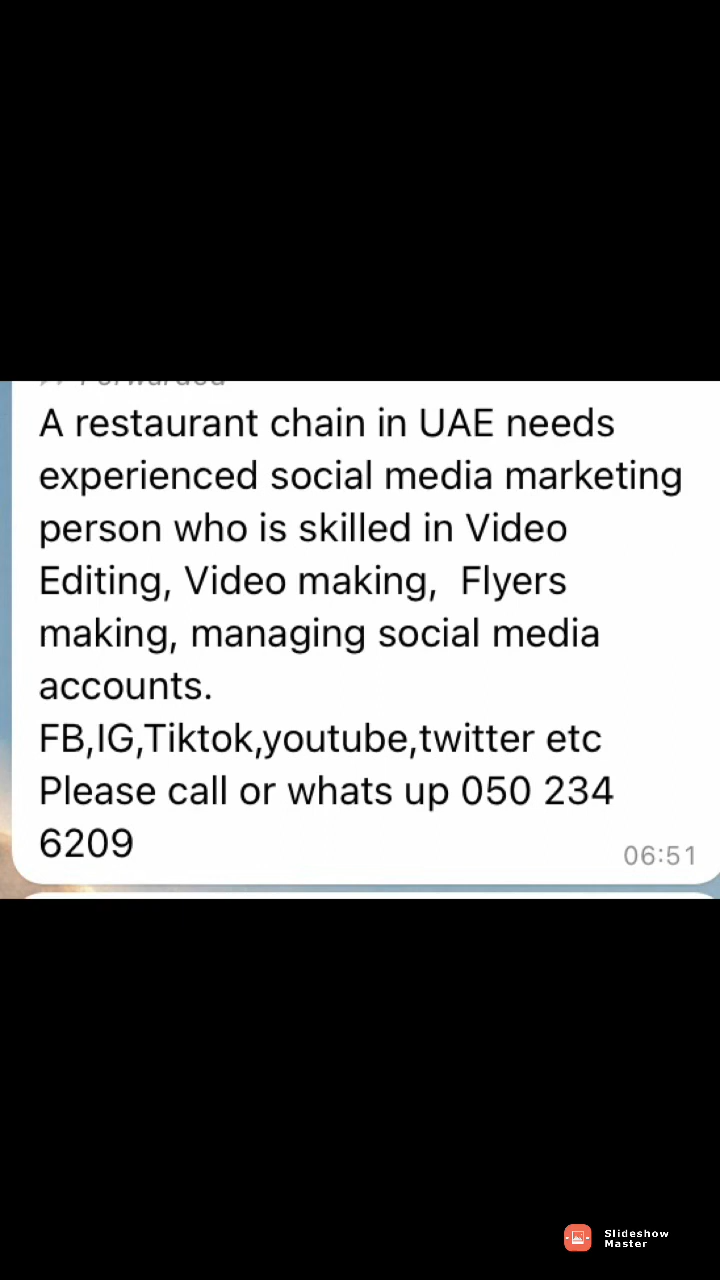 A restaurant chain in UAE needs
experienced social media marketing
person who is skilled in Video
Editing, Video making,  Flyers
making, managing social media
accounts.
FB,IG,Tiktok,youtube,twitter etc
Please call or whats up 050 234
6209
06:51
Slideshow
Master